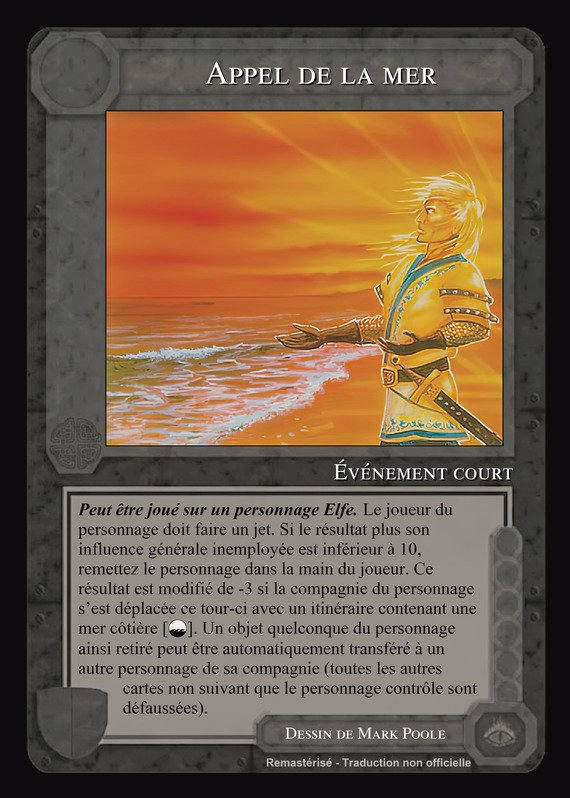 Appel de la mer
Événement court
Peut être joué sur un personnage Elfe. Le joueur du
personnage doit faire un jet. Si le résultat plus son
influence générale inemployée est inférieur à 10,
remettez le personnage dans la main du joueur. Ce
résultat est modifié de -3 si la compagnie du personnage
s’est déplacée ce tour-ci avec un itinéraire contenant une
mer côtière []. Un objet quelconque du personnage
ainsi retiré peut être automatiquement transféré à un
autre personnage de sa compagnie (toutes les autres
cartes non suivant que le personnage contrôle sont
défaussées).
Dessin de Mark Poole
Remastérisé - Traduction non officielle